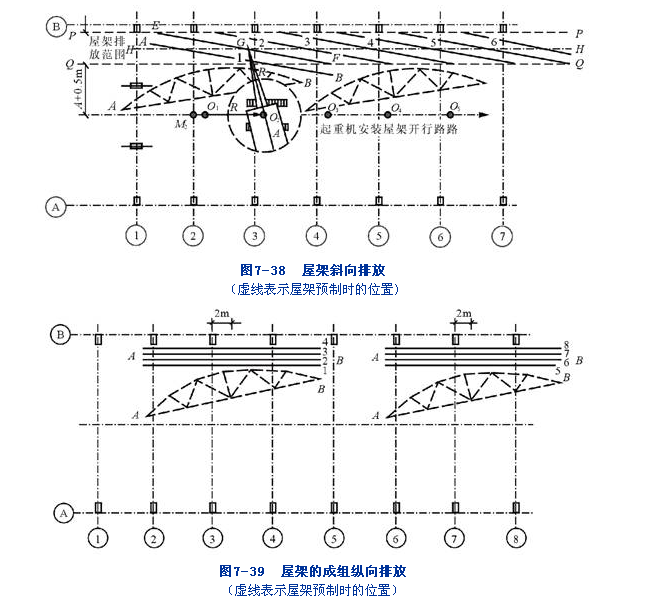 B E P P
屋架排 A G 2 3 4 5 6
放范围 H I F H
Q R B B Q
A+0.5m
A O₁ R O₂ O₃ O₄ O₅
M₂ A 起重机安装屋架开行路路
A
1 2 3 4 5 6 7
图7-38 屋架斜向排放
(虚线表示屋架预制时的位置)
2m 2m
B 4 8
A 3 B A 7 B
2 6
1 5
B B
A A
A
1 2 3 4 5 6 7 8
图7-39 屋架的成组纵向排放
(虚线表示屋架预制时的位置)